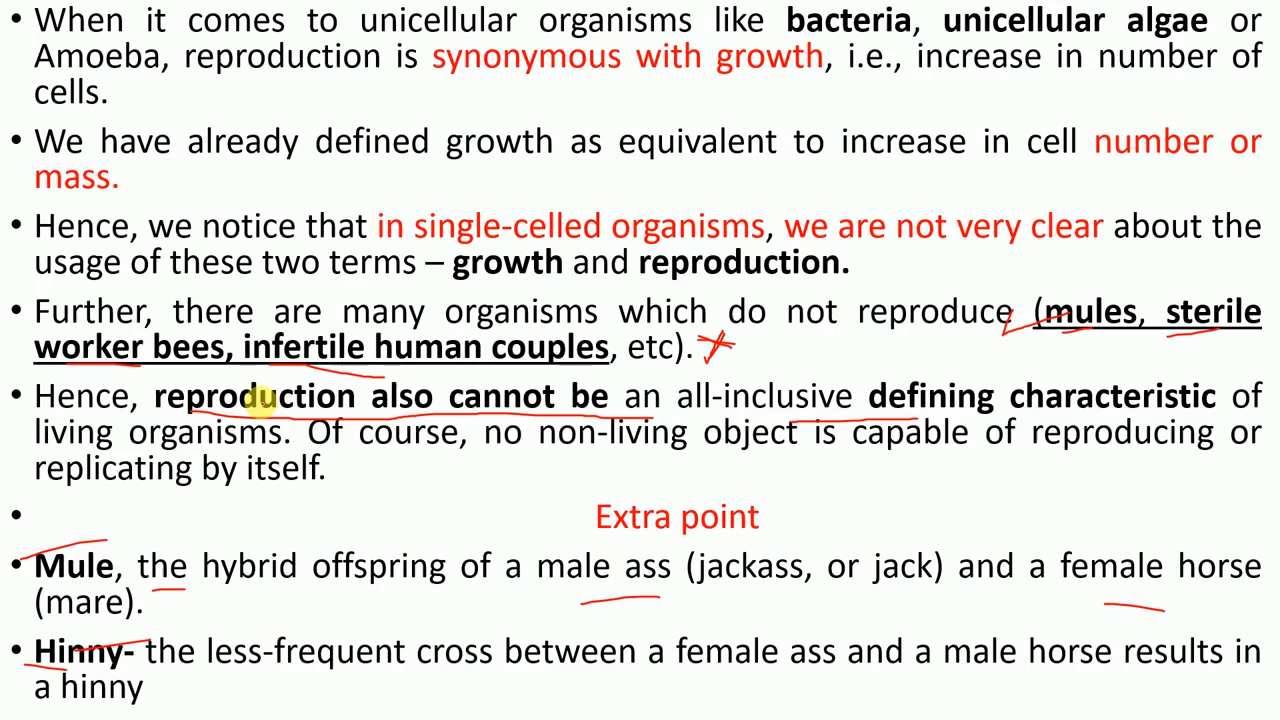 • When it comes to unicellular organisms like bacteria, unicellular algae or
Amoeba, reproduction is synonymous with growth, i.e., increase in number of
cells.
• We have already defined growth as equivalent to increase in cell number or
mass.
• Hence, we notice that in single-celled organisms, we are not very clear about the
usage of these two terms – growth and reproduction.
• Further, there are many organisms which do not reproduce (mules, sterile
worker bees, infertile human couples, etc).
• Hence, reproduction also cannot be an all-inclusive defining characteristic of
living organisms. Of course, no non-living object is capable of reproducing or
replicating by itself.
• Extra point
• Mule, the hybrid offspring of a male ass (jackass, or jack) and a female horse
(mare).
• Hinny- the less-frequent cross between a female ass and a male horse results in
a hinny